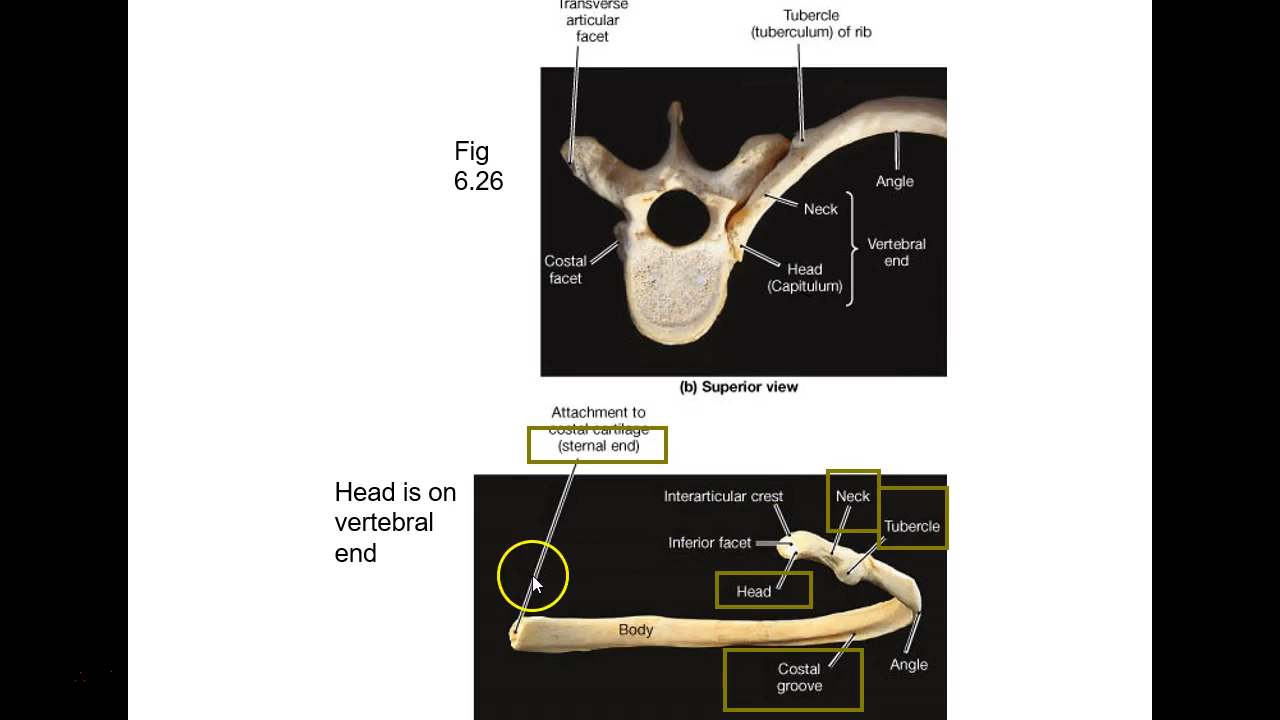 Transverse
articular
facet
Tubercle
(tuberculum) of rib
Fig
6.26
Angle
Neck
Vertebral
end
Costal
facet
Head
(Capitulum)
(b) Superior view
Attachment to
costal cartilage
(sternal end)
Head is on
vertebral
end
Interarticular crest
Neck
Tubercle
Inferior facet
Head
Body
Costal
groove
Angle